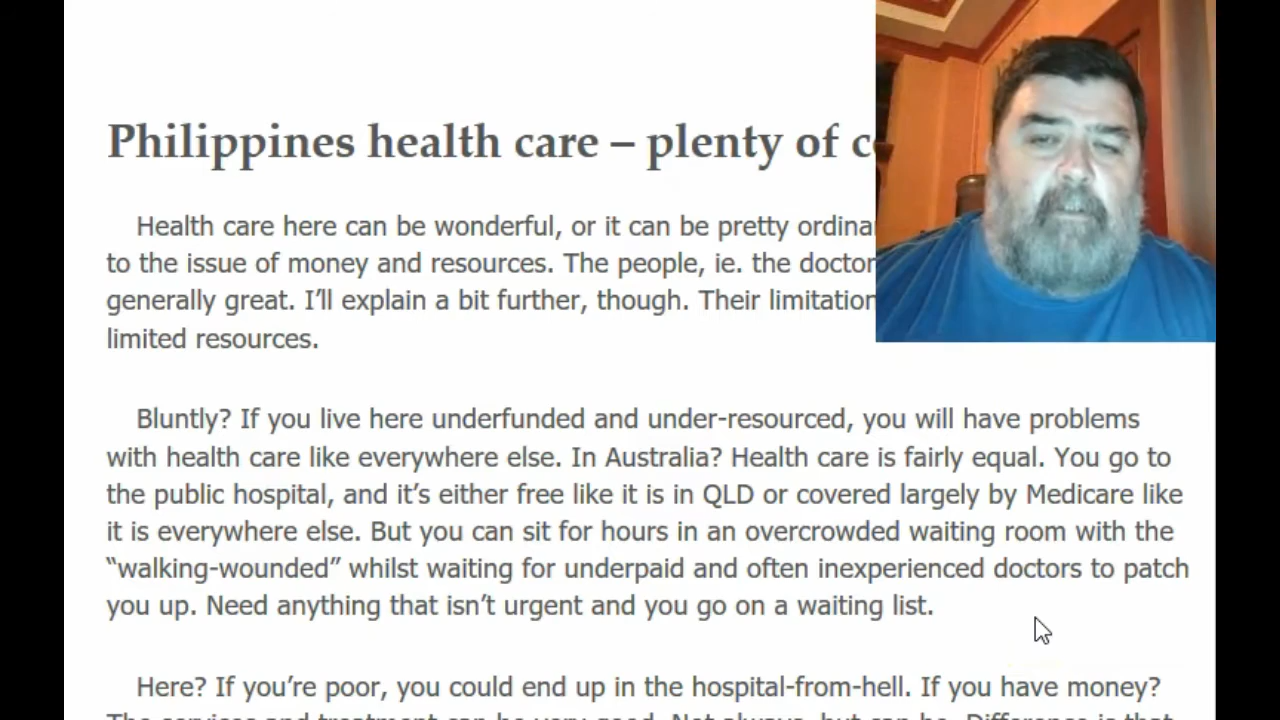 Philippines health care – plenty of
Health care here can be wonderful, or it can be pretty
to the issue of money and resources. The people, ie. the
generally great. I’ll explain a bit further, though. Their
limited resources.
Bluntly? If you live here underfunded and under-resourced, you will have problems
with health care like everywhere else. In Australia? Health care is fairly equal. You go to
the public hospital, and it’s either free like it is in QLD or covered largely by Medicare like
it is everywhere else. But you can sit for hours in an overcrowded waiting room with the
“walking-wounded” whilst waiting for underpaid and often inexperienced doctors to patch
you up. Need anything that isn’t urgent and you go on a waiting list.
Here? If you’re poor, you could end up in the hospital-from-hell. If you have money?